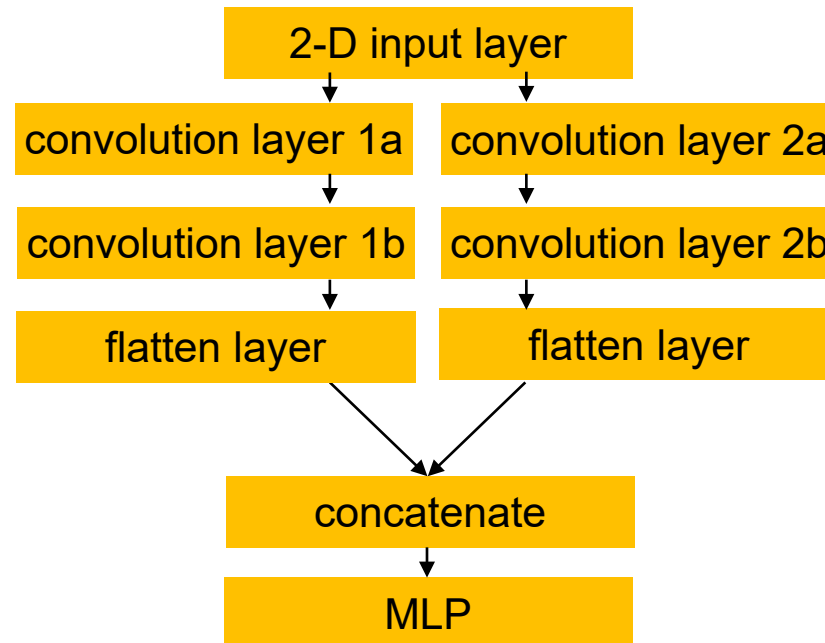 2-D input layer
convolution layer 1a
convolution layer 2a
convolution layer 1b
convolution layer 2b
flatten layer
flatten layer
concatenate
MLP